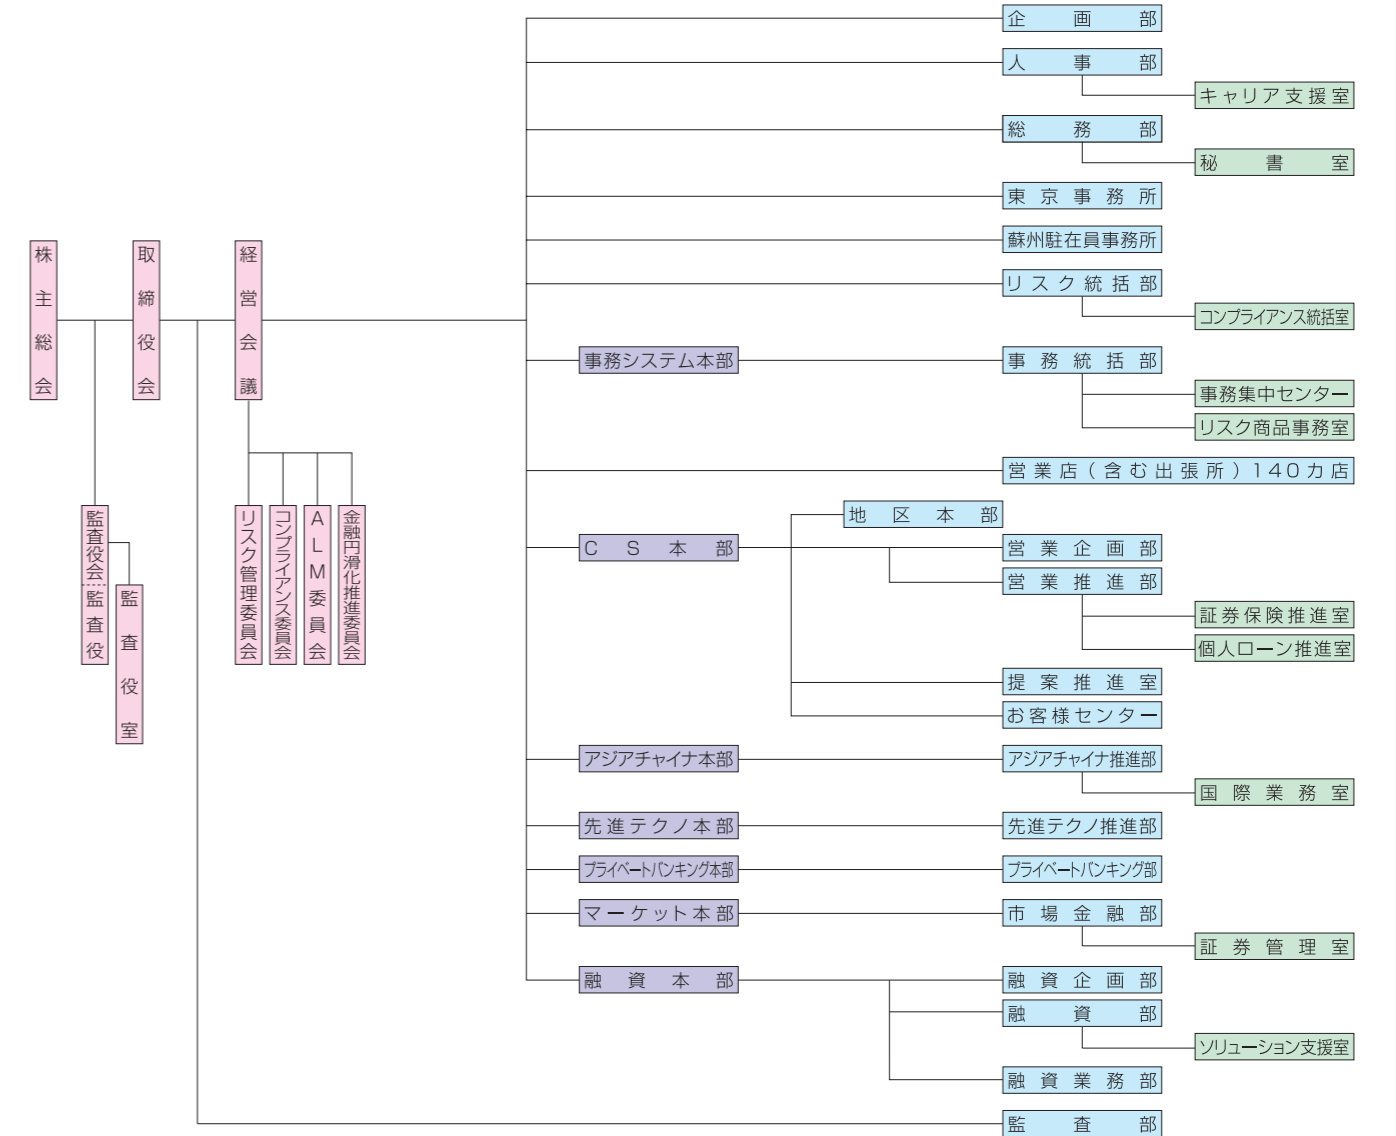 株主総会
取締役会
経営会議
監査役会
監査役
監査役室
リスク管理委員会
コンプライアンス委員会
ALM委員会
金融円滑化推進委員会
企画部
人事部
キャリア支援室
総務部
秘書室
東京事務所
蘇州駐在員事務所
リスク統括部
コンプライアンス統括室
事務システム本部
事務統括部
事務集中センター
リスク商品事務室
営業店(含む出張所)140カ店
地区本部
CS本部
営業企画部
営業推進部
証券保険推進室
個人ローン推進室
提案推進室
お客様センター
アジアチャイナ本部
アジアチャイナ推進部
国際業務室
先進テクノ本部
先進テクノ推進部
プライベートバンキング本部
プライベートバンキング部
マーケット本部
市場金融部
証券管理室
融資本部
融資企画部
融資部
ソリューション支援室
融資業務部
監査部